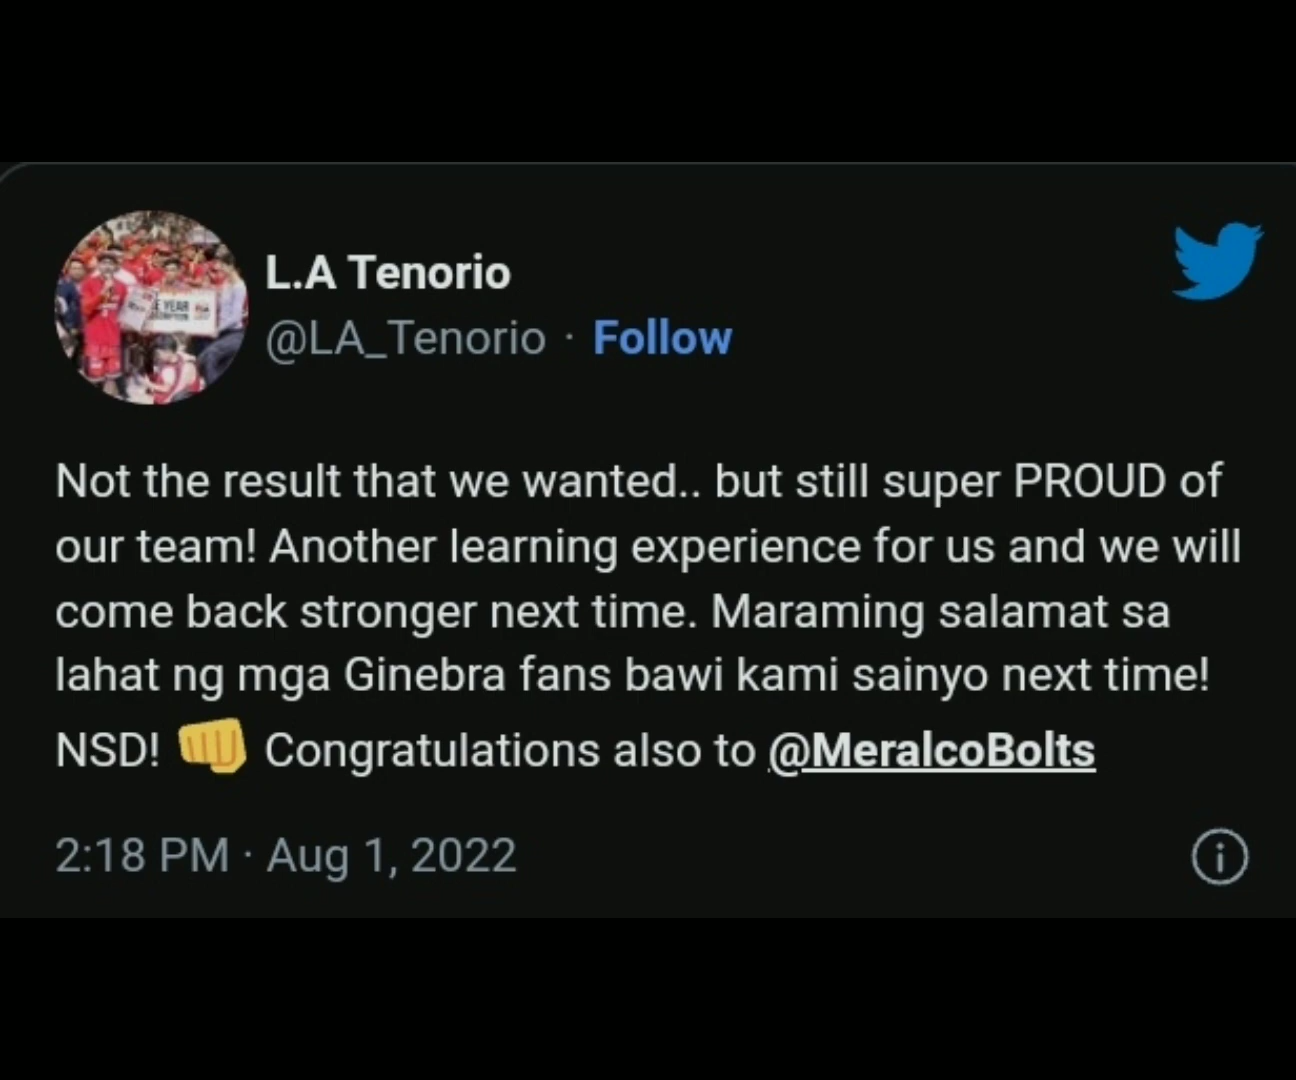 L.A Tenorio
@LA_Tenorio · Follow
Not the result that we wanted.. but still super PROUD of
our team! Another learning experience for us and we will
come back stronger next time. Maraming salamat sa
lahat ng mga Ginebra fans bawi kami sainyo next time!
NSD! 👊 Congratulations also to @MeralcoBolts
2:18 PM · Aug 1, 2022